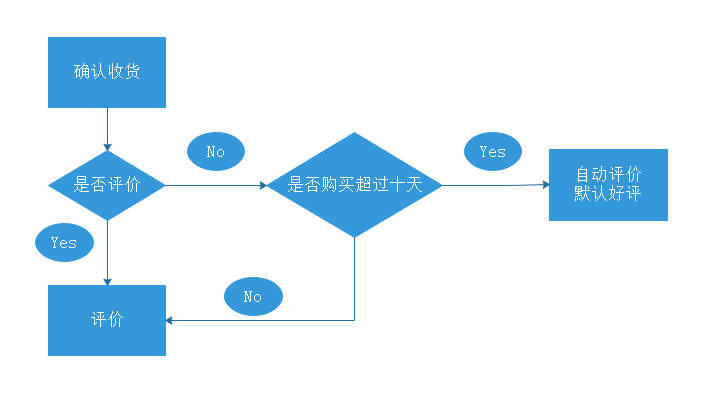 确认收货
是否评价
No
是否购买超过十天
Yes
自动评价
默认好评
Yes
No
评价